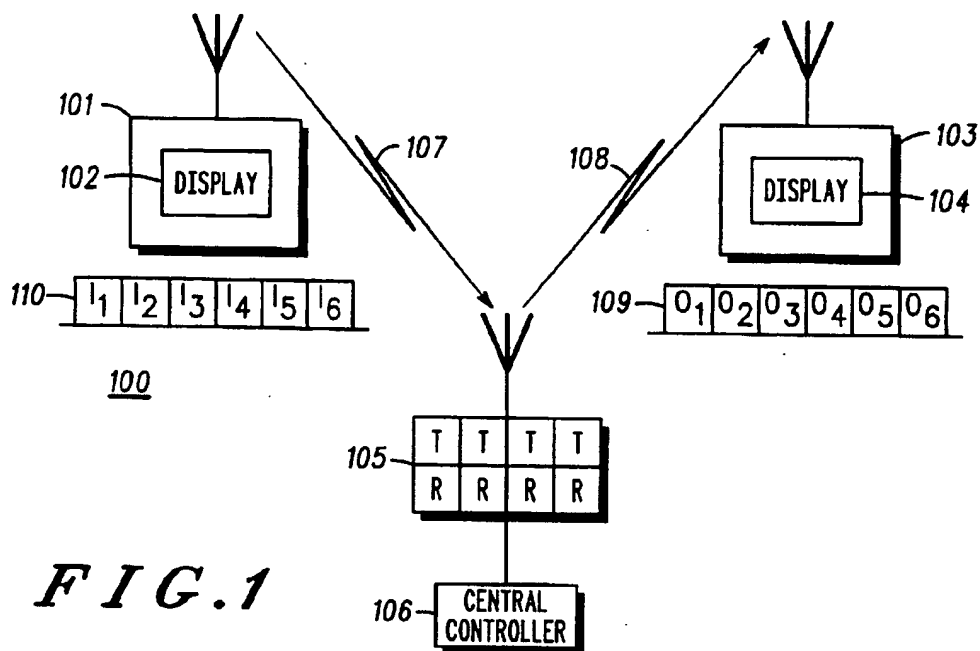 101
102
DISPLAY
107
108
103
DISPLAY
104
110
I1 I2 I3 I4 I5 I6
109
O1 O2 O3 O4 O5 O6
100
105
T T T T
R R R R
106
CENTRAL
CONTROLLER
FIG.1